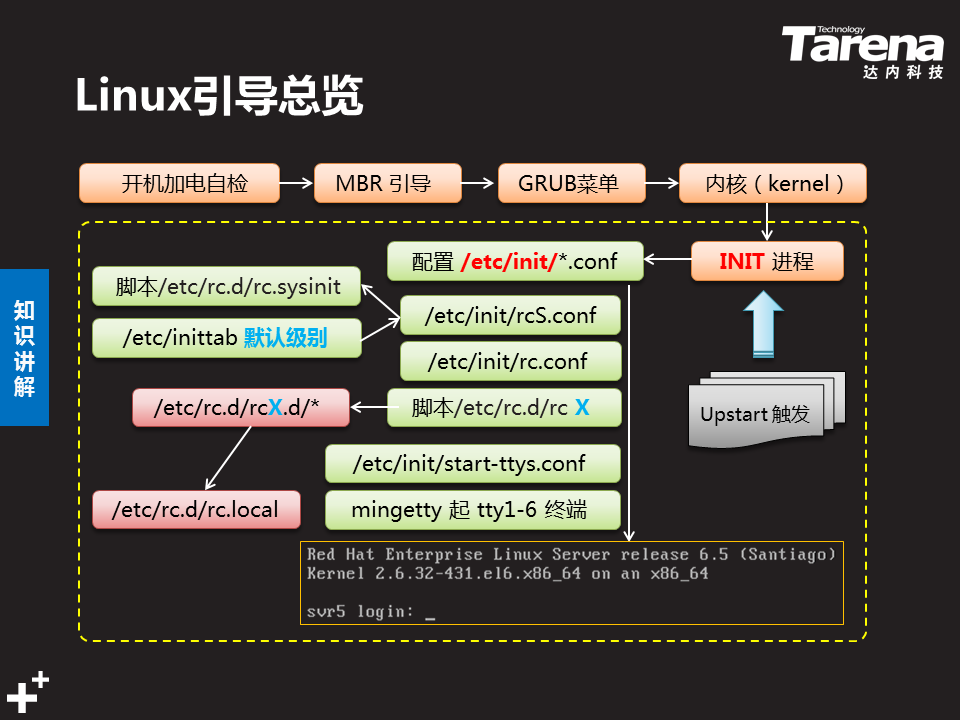 Technology
Tarena
达内科技
Linux引导总览
开机加电自检
MBR 引导
GRUB菜单
内核（kernel）
配置 /etc/init/*.conf
INIT 进程
脚本/etc/rc.d/rc.sysinit
/etc/init/rcS.conf
/etc/inittab 默认级别
/etc/init/rc.conf
/etc/rc.d/rcX.d/*
脚本/etc/rc.d/rc X
Upstart 触发
/etc/init/start-ttys.conf
/etc/rc.d/rc.local
mingetty 起 tty1-6 终端
Red Hat Enterprise Linux Server release 6.5 (Santiago)
Kernel 2.6.32-431.el6.x86_64 on an x86_64
svr5 login: _
知识讲解